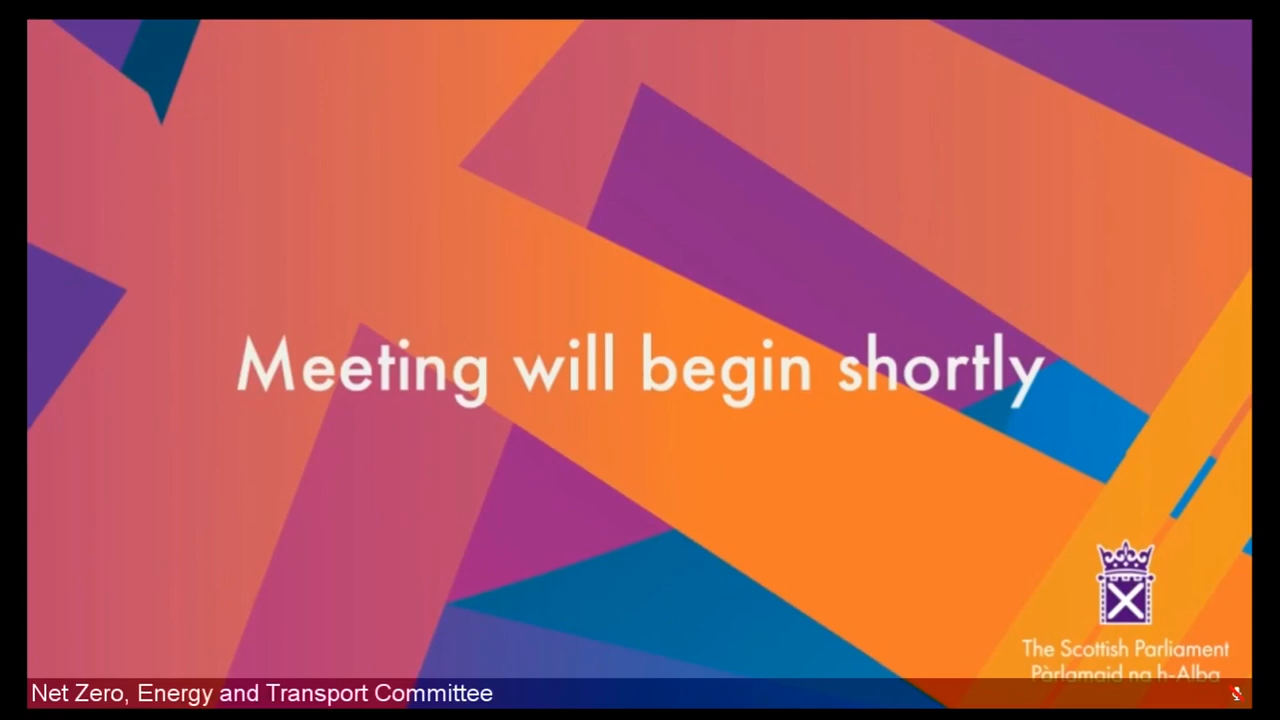 Meeting will begin shortly
The Scottish Parliament
Pàrlamaid na h-Alba
Net Zero, Energy and Transport Committee